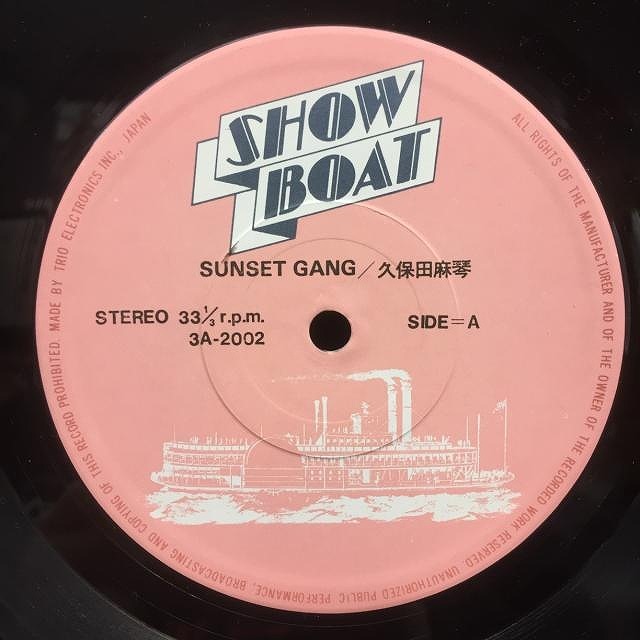 SHOW
BOAT
SUNSET GANG/久保田麻琴
STEREO 33⅓ r.p.m.
3A-2002
SIDE=A
ALL RIGHTS OF THE MANUFACTURER AND OF THE OWNER OF THE RECORDED WORK RESERVED. UNAUTHORIZED PUBLIC PERFORMANCE, BROADCASTING AND COPYING OF THIS RECORD PROHIBITED. MADE BY TRIO ELECTRONICS INC., JAPAN